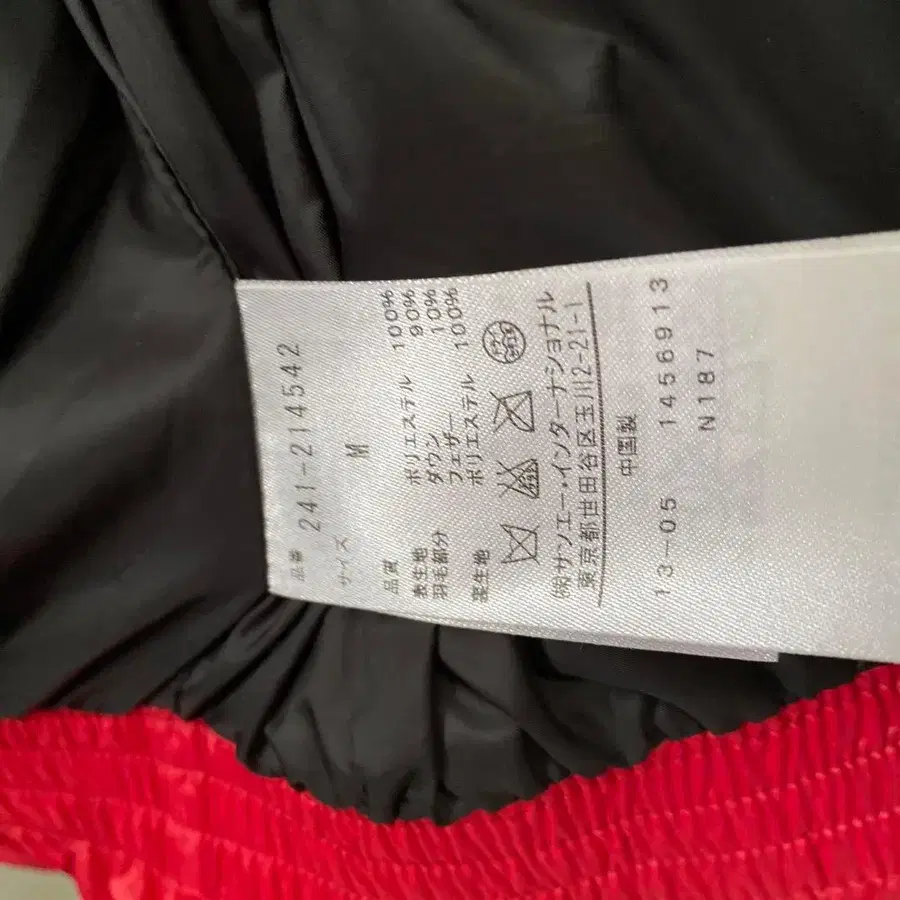 品番 241-214542
サイズ M
品質
表生地 ポリエステル 100%
羽毛部分 ダウン 90%
フェザー 10%
裏生地 ポリエステル 100%
㈱サンエー・インターナショナル
東京都世田谷区玉川2-21-1
中国製
13-05 1456913
N187